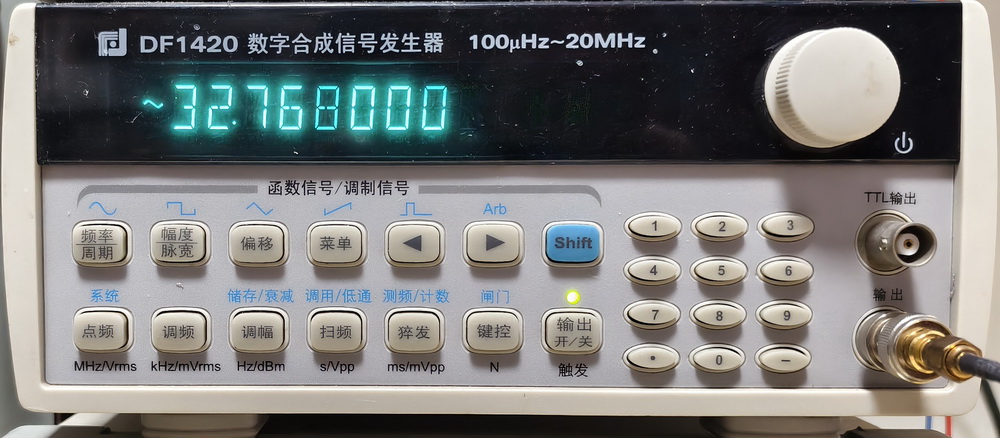 DF1420 数字合成信号发生器 100μHz~20MHz
~32.768000
函数信号/调制信号
TTL输出
Arb
频率 周期
幅度 脉宽
偏移
菜单
Shift
1 2 3
系统
储存/衰减
调用/低通
测频/计数
闸门
4 5 6
输出
点频
调频
调幅
扫频
猝发
键控
输出 开/关
7 8 9
MHz/Vrms
kHz/mVrms
Hz/dBm
s/Vpp
ms/mVpp
N
触发
• 0 −